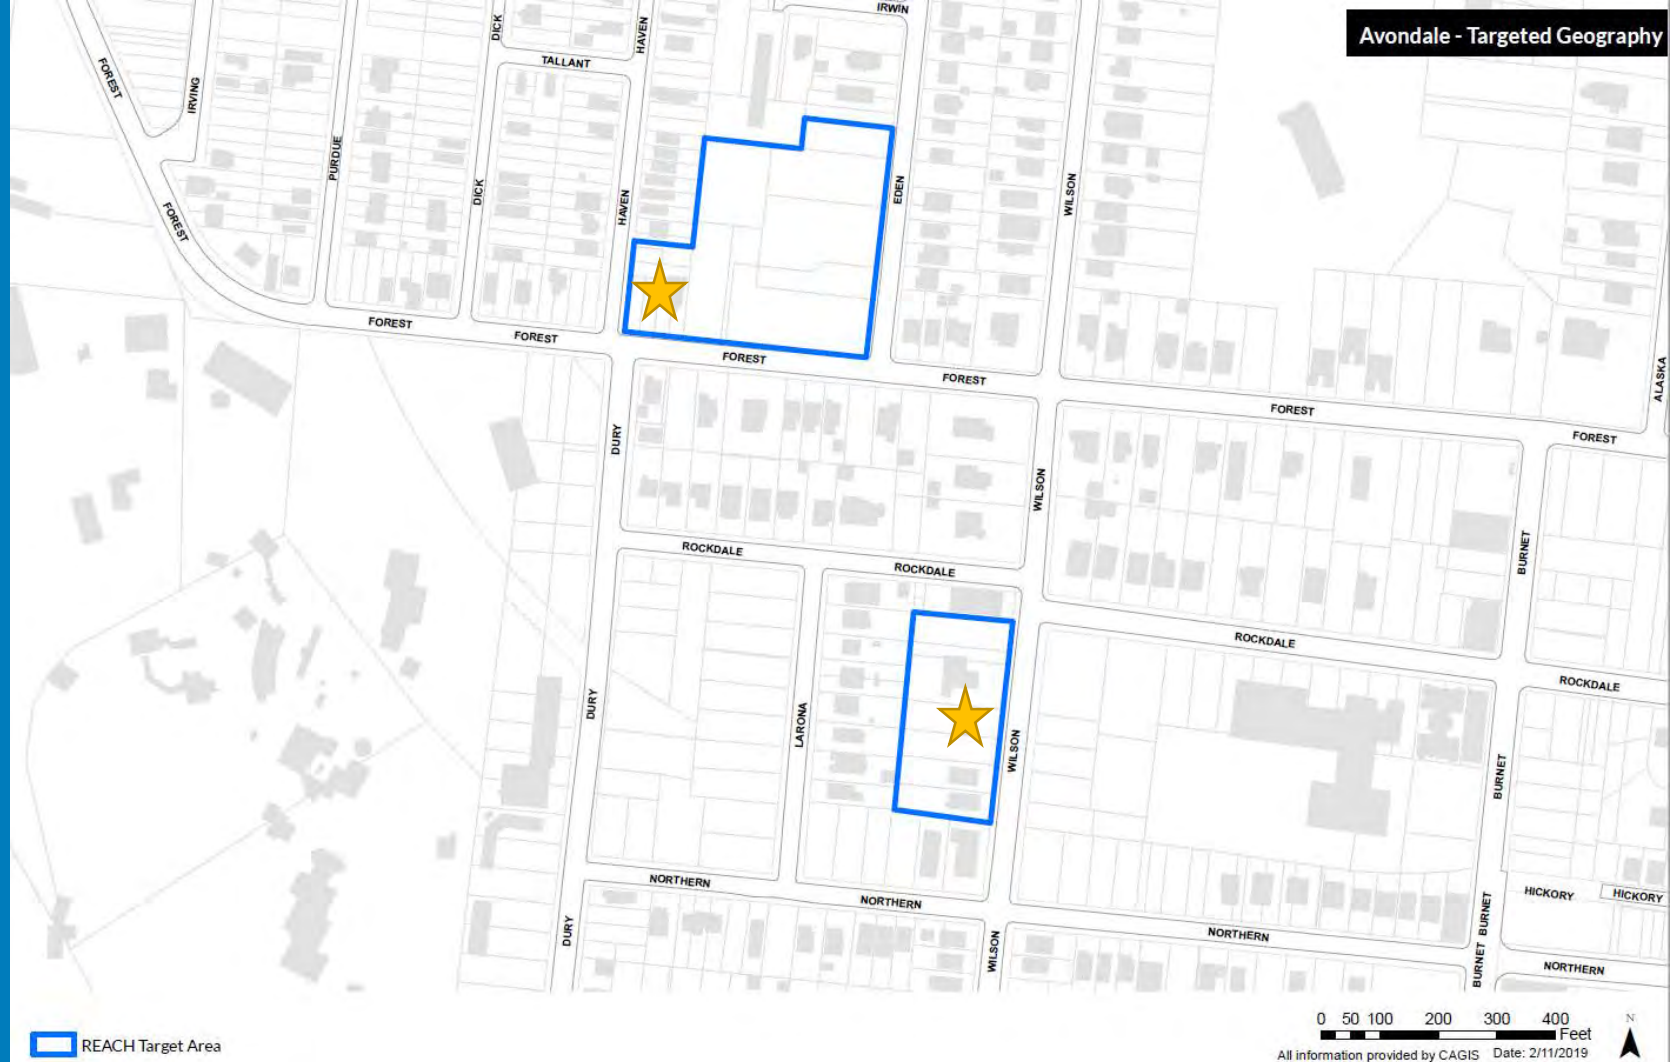 Avondale - Targeted Geography
IRWIN
DICK
HAVEN
TALLANT
FOREST
IRVING
PURDUE
DICK
HAVEN
EDEN
WILSON
FOREST
FOREST
FOREST
FOREST
FOREST
FOREST
FOREST
ALASKA
DURY
WILSON
BURNET
ROCKDALE
ROCKDALE
ROCKDALE
ROCKDALE
DURY
LARONA
WILSON
BURNET
NORTHERN
NORTHERN
NORTHERN
NORTHERN
HICKORY
HICKORY
DURY
WILSON
BURNET
BURNET
REACH Target Area
0 50 100 200 300 400
Feet
N
All information provided by CAGIS Date: 2/11/2019